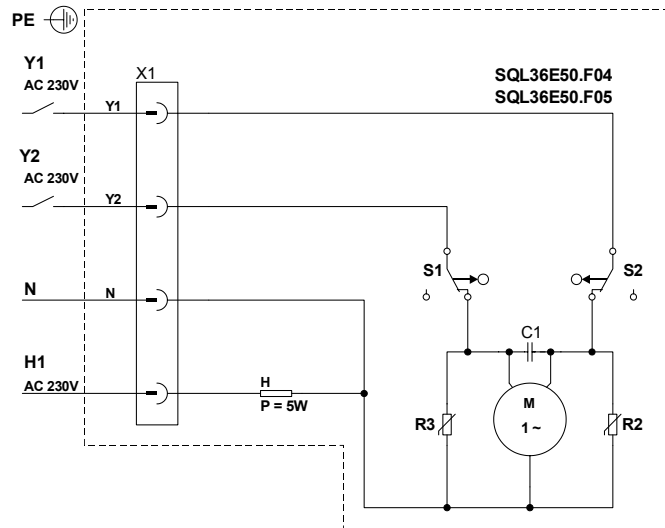 PE
Y1
AC 230V
X1
SQL36E50.F04
SQL36E50.F05
Y1
Y2
AC 230V
Y2
S1
S2
N
N
C1
H1
AC 230V
H
P = 5W
M
1 ~
R3
R2